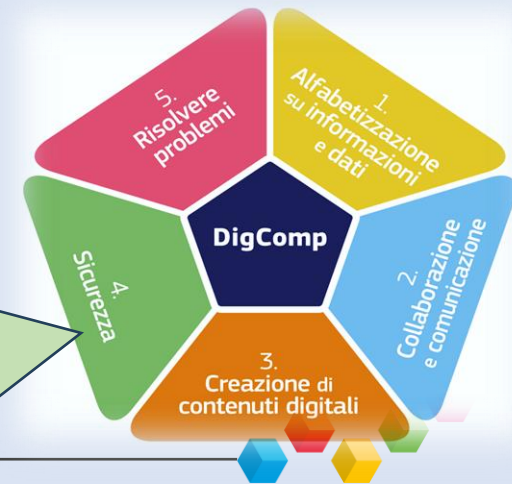 DigComp
1.
Alfabetizzazione
su informazioni
e dati
2.
Collaborazione
e comunicazione
3.
Creazione di
contenuti digitali
4.
Sicurezza
5.
Risolvere
problemi